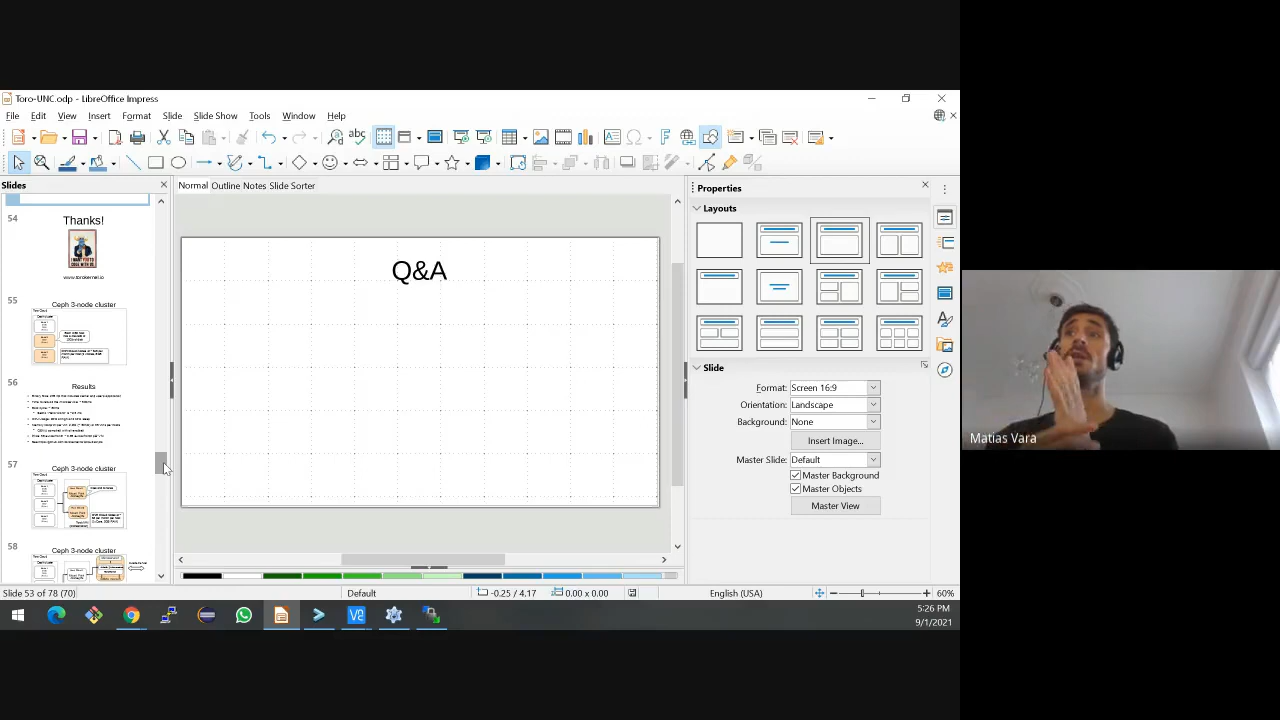 Toro-UNC.odp - LibreOffice Impress
File Edit View Insert Format Slide Slide Show Tools Window Help
Slides
Normal Outline Notes Slide Sorter
54
Thanks!
www.torokernel.io
55
Ceph 3-node cluster
56
Results
57
Ceph 3-node cluster
58
Ceph 3-node cluster
Q&A
Properties
Layouts
Slide
Format: Screen 16:9
Orientation: Landscape
Background: None
Insert Image...
Master Slide: Default
Master Background
Master Objects
Master View
Slide 53 of 78 (70)
Default
-0.25 / 4.17
0.00 x 0.00
English (USA)
60%
5:26 PM
9/1/2021
Matias Vara